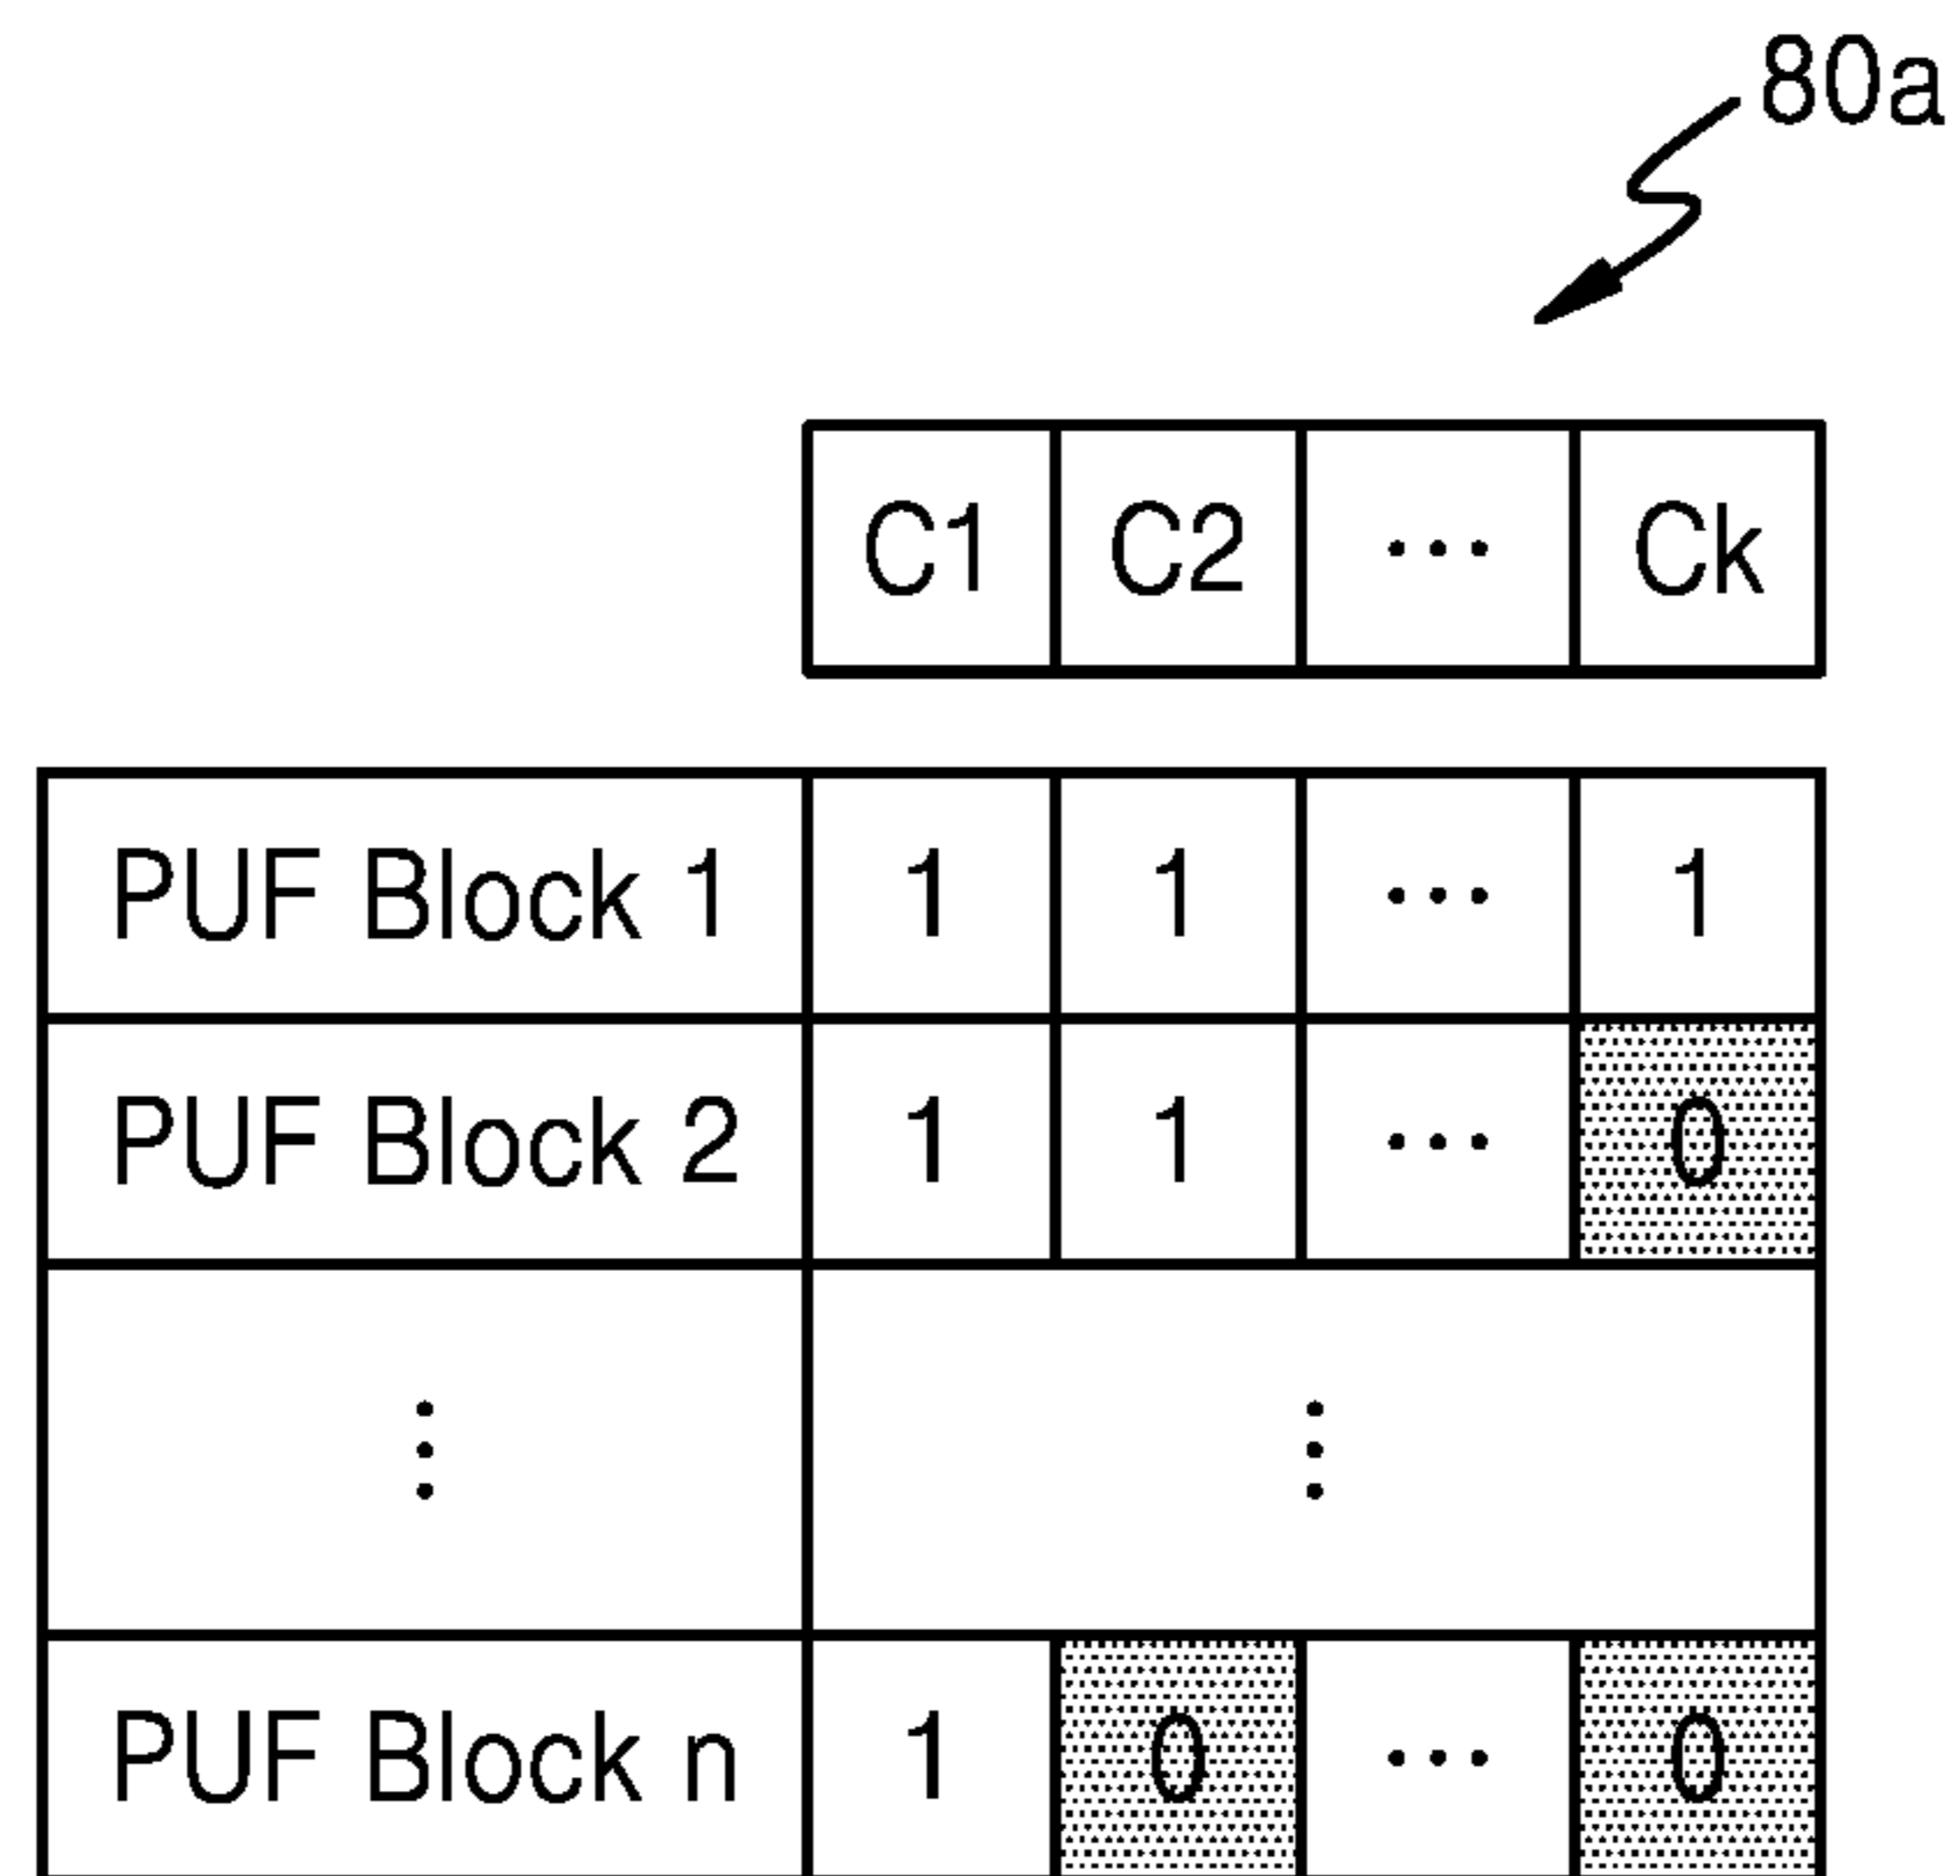 80a
C1 C2 ... Ck
PUF Block 1 1 1 ... 1
PUF Block 2 1 1 ... 0
⋮ ⋮
PUF Block n 1 0 ... 0